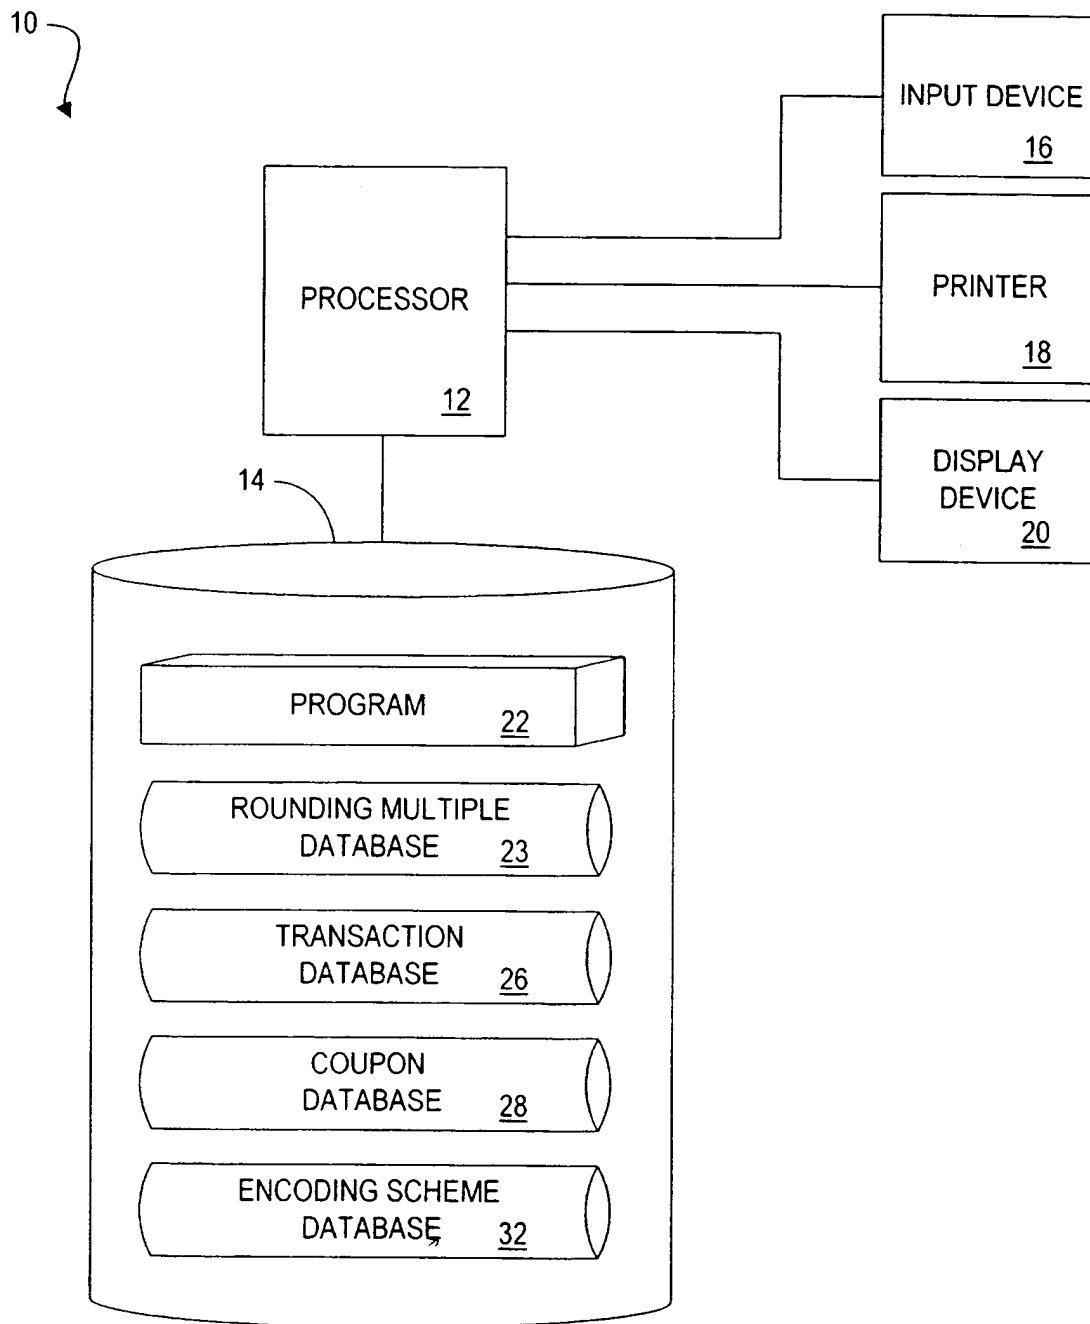 10
INPUT DEVICE
16
PROCESSOR
12
PRINTER
18
DISPLAY
DEVICE
20
14
PROGRAM
22
ROUNDING MULTIPLE
DATABASE 23
TRANSACTION
DATABASE 26
COUPON
DATABASE 28
ENCODING SCHEME
DATABASE 32